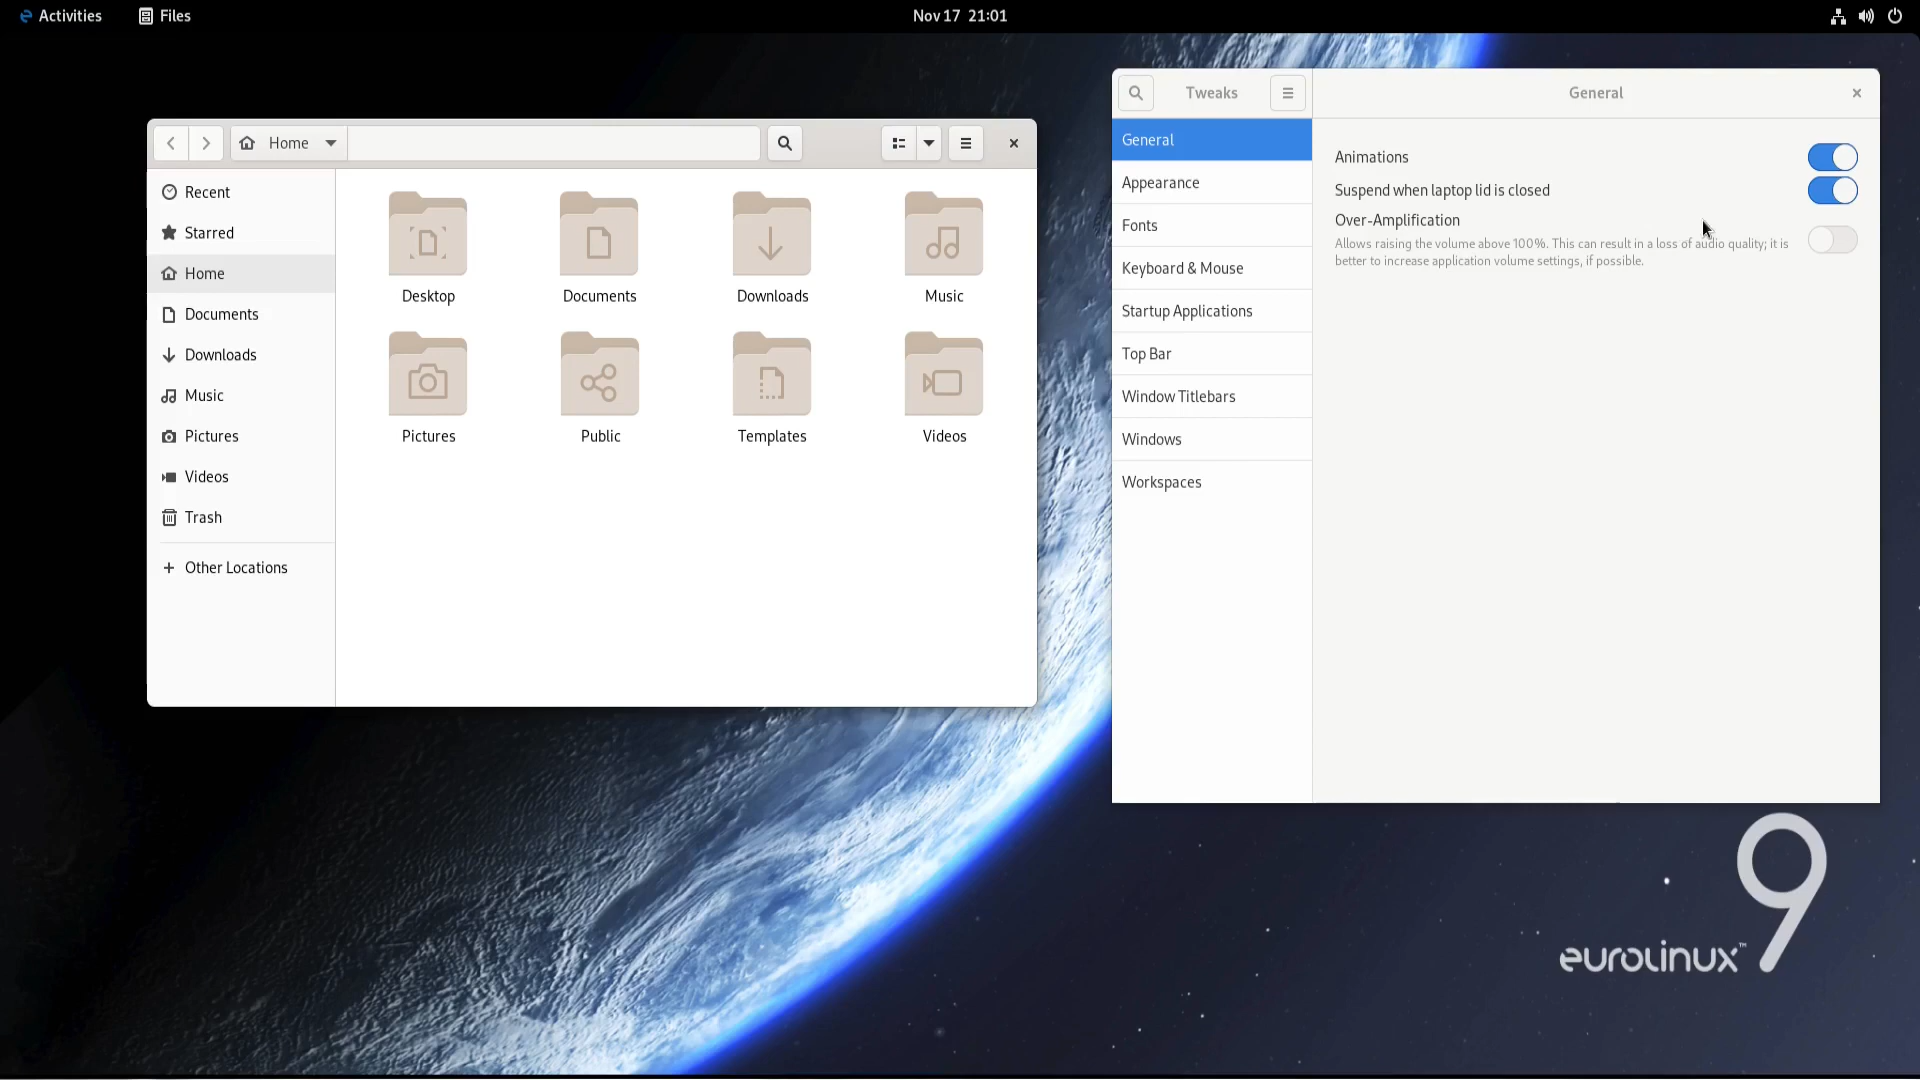 Activities
Files
Nov 17 21:01
Home
Recent
Starred
Home
Documents
Downloads
Music
Pictures
Videos
Trash
Other Locations
Desktop
Documents
Downloads
Music
Pictures
Public
Templates
Videos
Tweaks
General
General
Appearance
Fonts
Keyboard & Mouse
Startup Applications
Top Bar
Window Titlebars
Windows
Workspaces
Animations
Suspend when laptop lid is closed
Over-Amplification
Allows raising the volume above 100%. This can result in a loss of audio quality; it is
better to increase application volume settings, if possible.
eurolinux™ 9